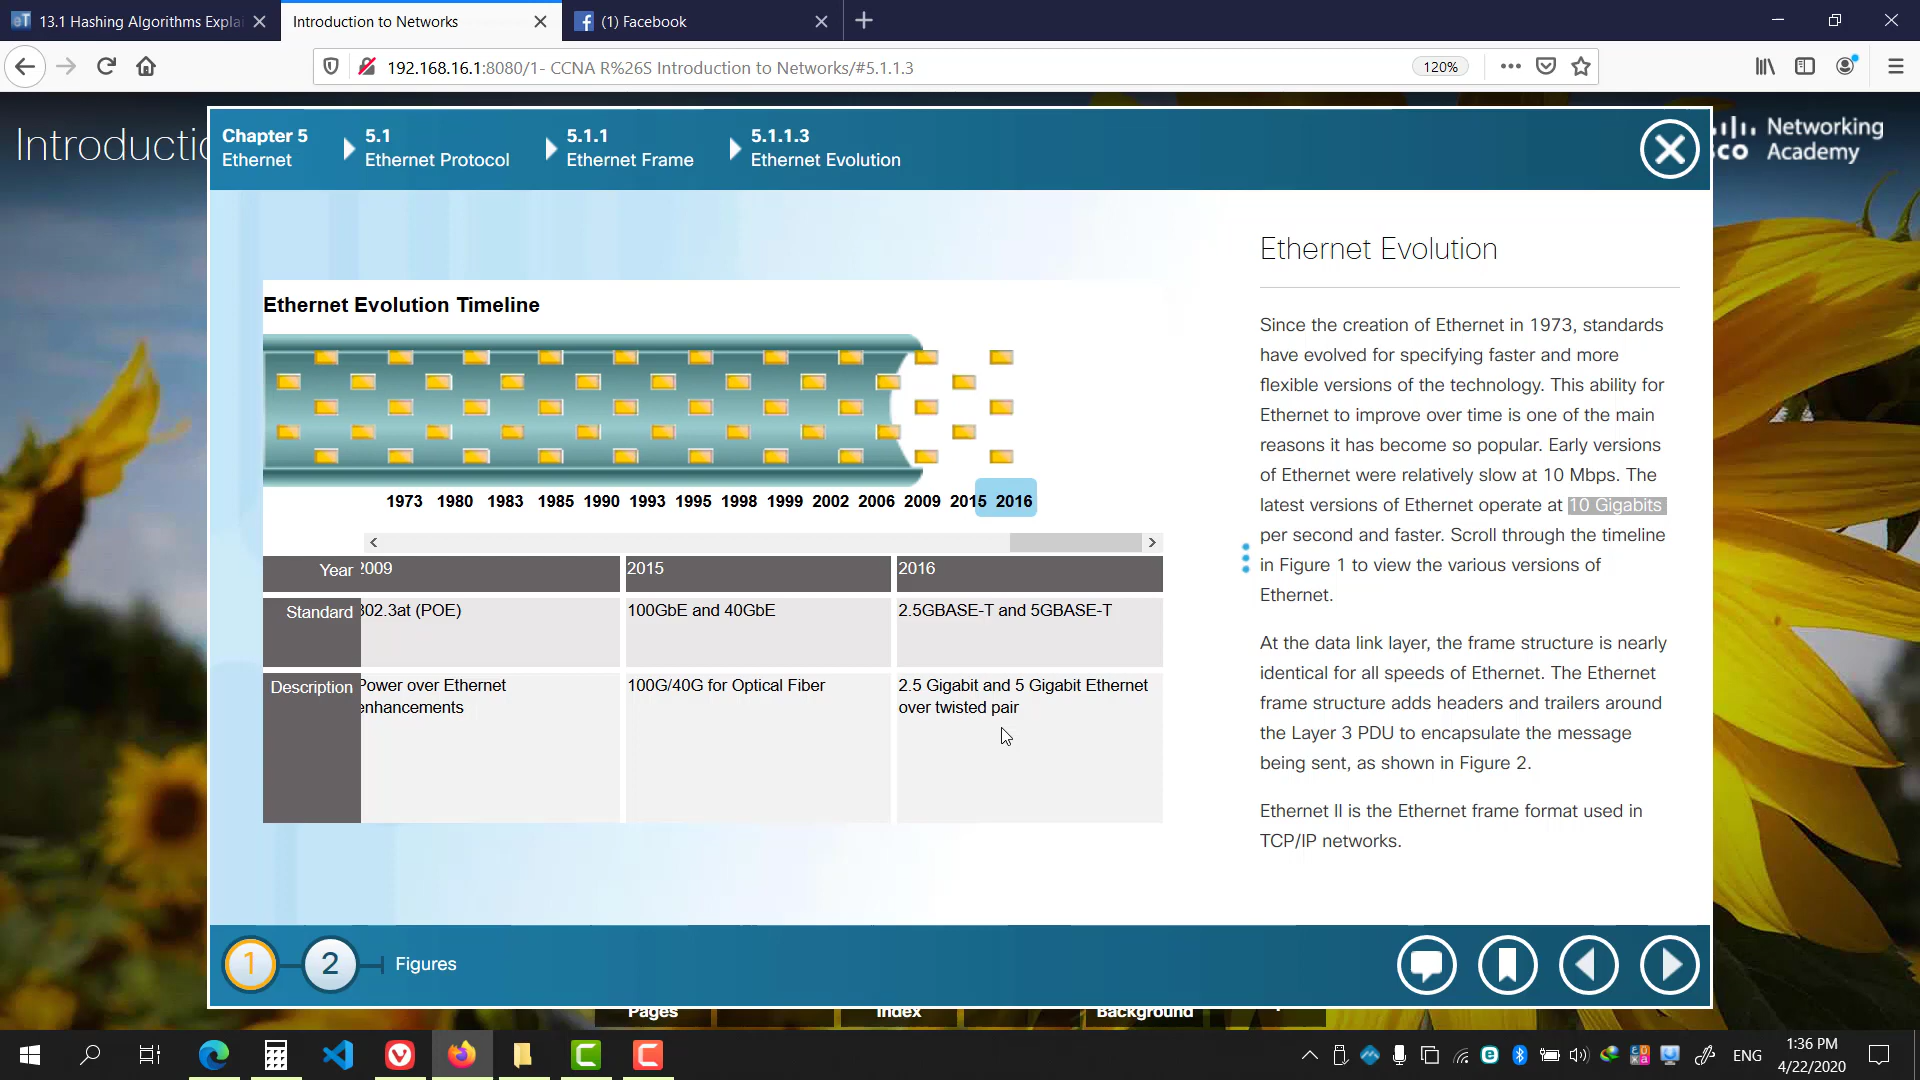 13.1 Hashing Algorithms Explai
Introduction to Networks
(1) Facebook
192.168.16.1:8080/1- CCNA R%26S Introduction to Networks/#5.1.1.3
120%
Introductio
Networking
Academy
Chapter 5
Ethernet
5.1
Ethernet Protocol
5.1.1
Ethernet Frame
5.1.1.3
Ethernet Evolution
Ethernet Evolution Timeline
1973 1980 1983 1985 1990 1993 1995 1998 1999 2002 2006 2009 2015 2016
Year 2009 2015 2016
Standard 802.3at (POE) 100GbE and 40GbE 2.5GBASE-T and 5GBASE-T
Description Power over Ethernet enhancements 100G/40G for Optical Fiber 2.5 Gigabit and 5 Gigabit Ethernet over twisted pair
Ethernet Evolution
Since the creation of Ethernet in 1973, standards
have evolved for specifying faster and more
flexible versions of the technology. This ability for
Ethernet to improve over time is one of the main
reasons it has become so popular. Early versions
of Ethernet were relatively slow at 10 Mbps. The
latest versions of Ethernet operate at 10 Gigabits
per second and faster. Scroll through the timeline
in Figure 1 to view the various versions of
Ethernet.
At the data link layer, the frame structure is nearly
identical for all speeds of Ethernet. The Ethernet
frame structure adds headers and trailers around
the Layer 3 PDU to encapsulate the message
being sent, as shown in Figure 2.
Ethernet II is the Ethernet frame format used in
TCP/IP networks.
1 2 Figures
Pages Index Background
ENG
1:36 PM
4/22/2020